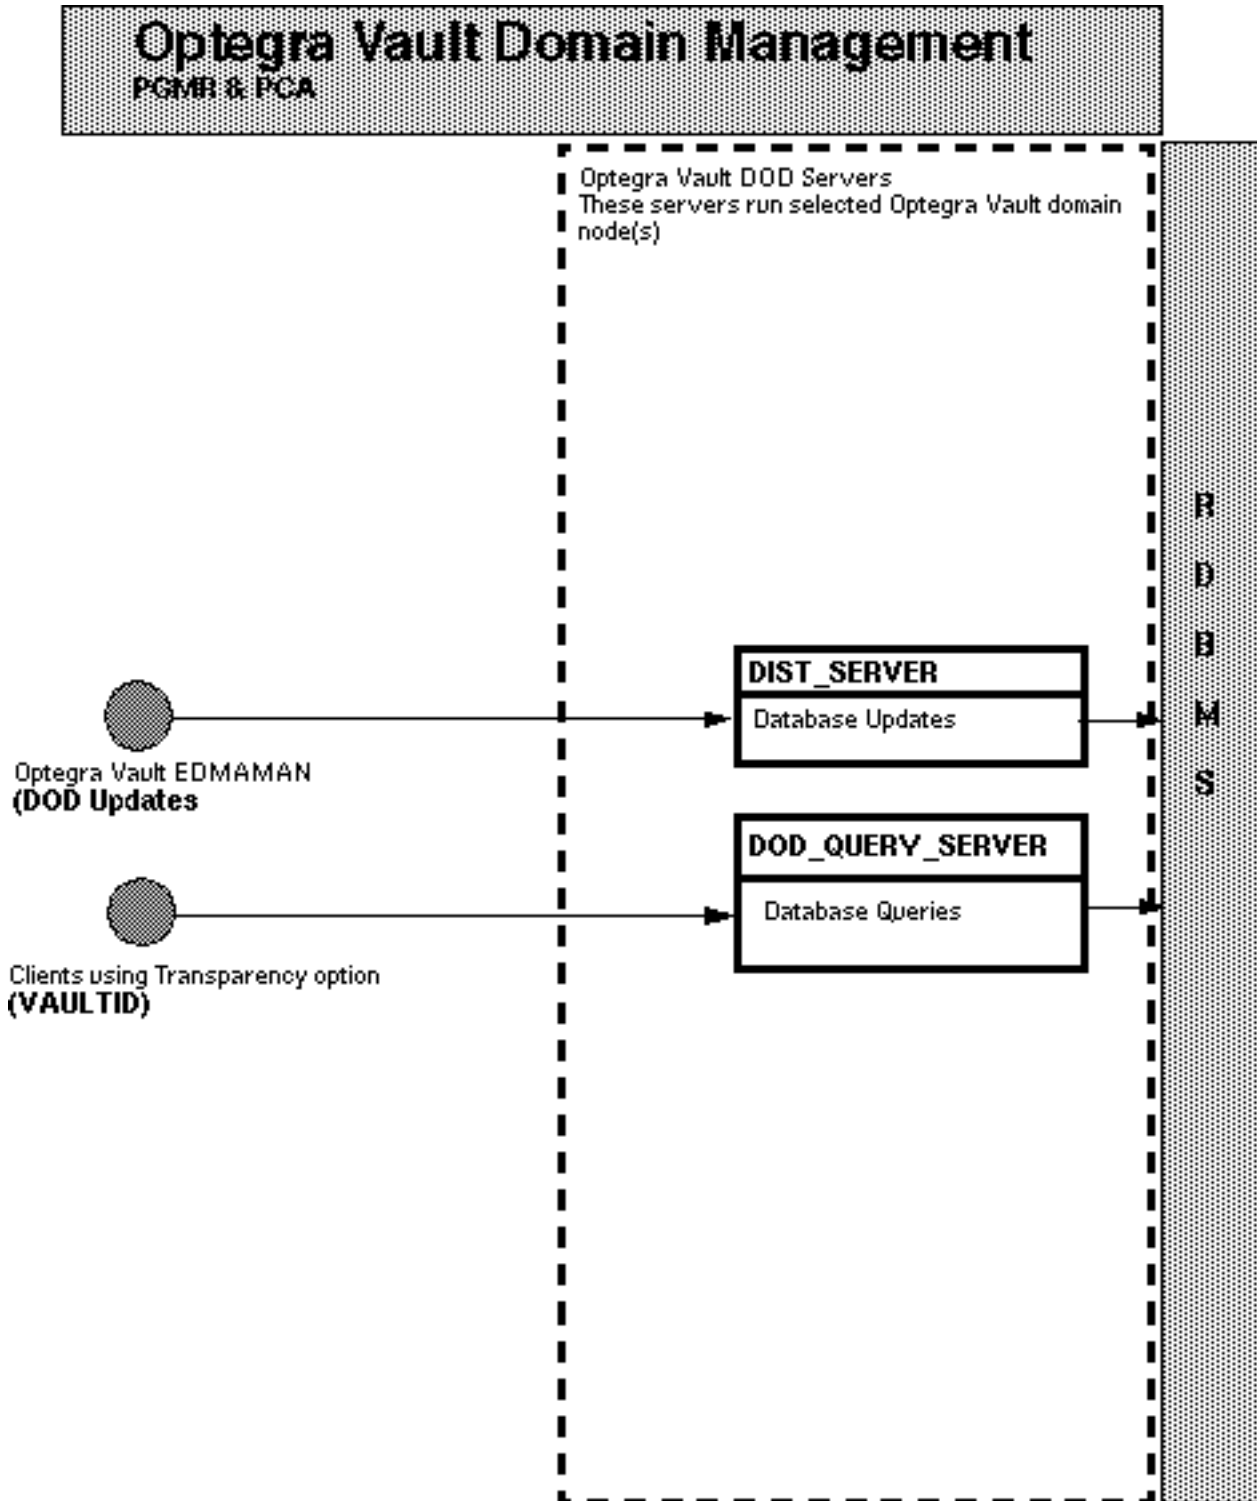 Optegra Vault Domain Management
PGMR & PCA
Optegra Vault DOD Servers
These servers run selected Optegra Vault domain
node(s)
R
D
B
M
S
DIST_SERVER
Database Updates
Optegra Vault EDMAMAN
(DOD Updates
DOD_QUERY_SERVER
Database Queries
Clients using Transparency option
(VAULTID)